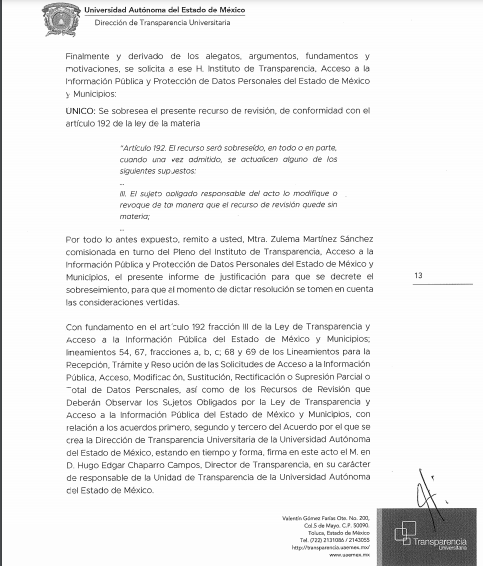 Universidad Autónoma del Estado de México
Dirección de Transparencia Universitaria
Finalmente y derivado de los alegatos, argumentos, fundamentos y
motivaciones, se solicita a ese H. Instituto de Transparencia, Acceso a la
Información Pública y Protección de Datos Personales del Estado de México
y Municipios:
UNICO: Se sobresea el presente recurso de revisión, de conformidad con el
artículo 192 de la ley de la materia
"Artículo 192. El recurso será sobreseído, en todo o en parte,
cuando una vez admitido, se actualicen alguno de los
siguientes supuestos:
...
III. El sujeto obligado responsable del acto lo modifique o
revoque de tal manera que el recurso de revisión quede sin
materia;
...
Por todo lo antes expuesto, remito a usted, Mtra. Zulema Martínez Sánchez
comisionada en turno del Pleno del Instituto de Transparencia, Acceso a la
Información Pública y Protección de Datos Personales del Estado de México y
Municipios, el presente informe de justificación para que se decrete el
sobreseimiento, para que al momento de dictar resolución se tomen en cuenta
las consideraciones vertidas.
13
Con fundamento en el artículo 192 fracción III de la Ley de Transparencia y
Acceso a la Información Pública del Estado de México y Municipios;
lineamientos 54, 67, fracciones a, b, c; 68 y 69 de los Lineamientos para la
Recepción, Trámite y Resolución de las Solicitudes de Acceso a la Información
Pública, Acceso, Modificación, Sustitución, Rectificación o Supresión Parcial o
Total de Datos Personales, así como de los Recursos de Revisión que
Deberán Observar los Sujetos Obligados por la Ley de Transparencia y
Acceso a la Información Pública del Estado de México y Municipios, con
relación a los acuerdos primero, segundo y tercero del Acuerdo por el que se
crea la Dirección de Transparencia Universitaria de la Universidad Autónoma
del Estado de México, estando en tiempo y forma, firma en este acto el M. en
D. Hugo Edgar Chaparro Campos, Director de Transparencia, en su carácter
de responsable de la Unidad de Transparencia de la Universidad Autónoma
del Estado de México.
Valentín Gómez Farías Ote. No. 200,
Col.5 de Mayo, C.P. 50090,
Toluca, Estado de México
Tel. (722) 2131086 / 2143055
http://transparencia.uaemex.mx/
www.uaemex.mx
Transparencia
Universitaria